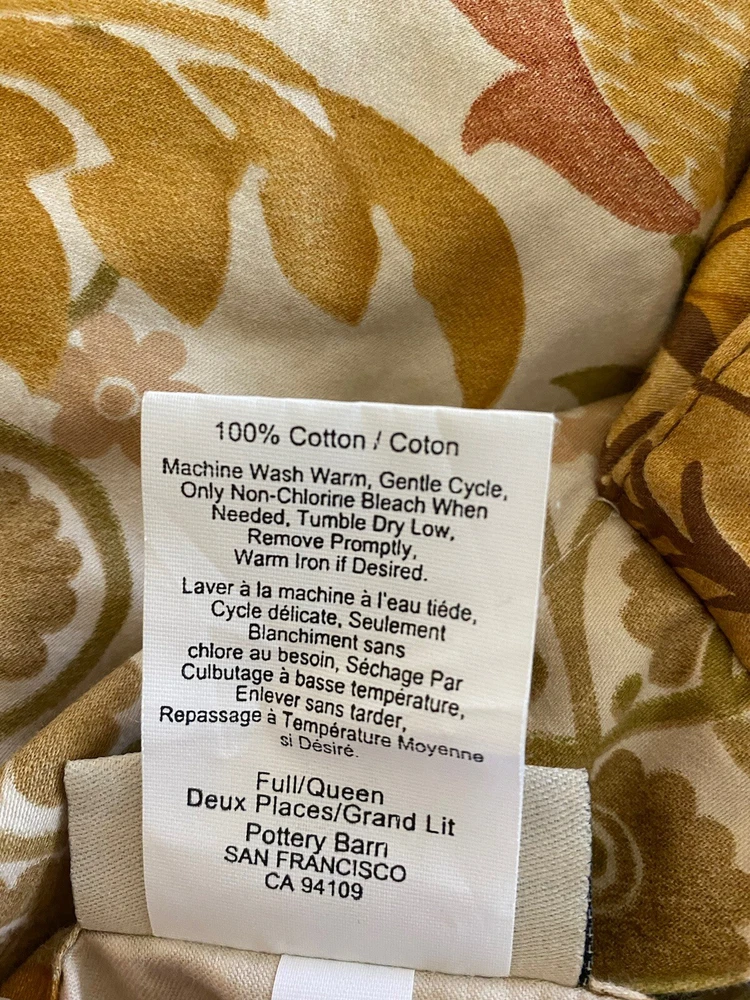 100% Cotton / Coton
Machine Wash Warm, Gentle Cycle,
Only Non-Chlorine Bleach When
Needed, Tumble Dry Low,
Remove Promptly,
Warm Iron if Desired.
Laver à la machine à l'eau tiéde,
Cycle délicate, Seulement
Blanchiment sans
chlore au besoin, Séchage Par
Culbutage à basse température,
Enlever sans tarder,
Repassage à Température Moyenne
si Désiré.
Full/Queen
Deux Places/Grand Lit
Pottery Barn
SAN FRANCISCO
CA 94109